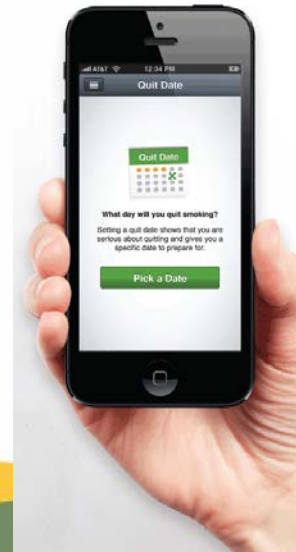 AT&T 12:34 PM
Quit Date
Quit Date
What day will you quit smoking?
Setting a quit date shows that you are
serious about quitting and gives you a
specific date to prepare for.
Pick a Date